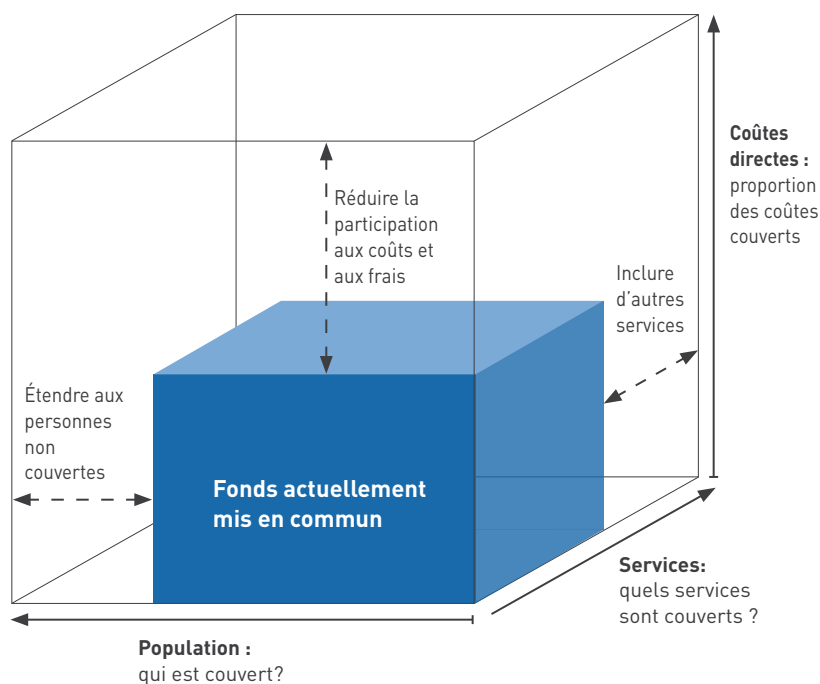 Coûtes
directes :
proportion
des coûtes
couverts
Réduire la
participation
aux coûts et
aux frais
Inclure
d’autres
services
Étendre aux
personnes
non
couvertes
Fonds actuellement
mis en commun
Services:
quels services
sont couverts ?
Population :
qui est couvert?